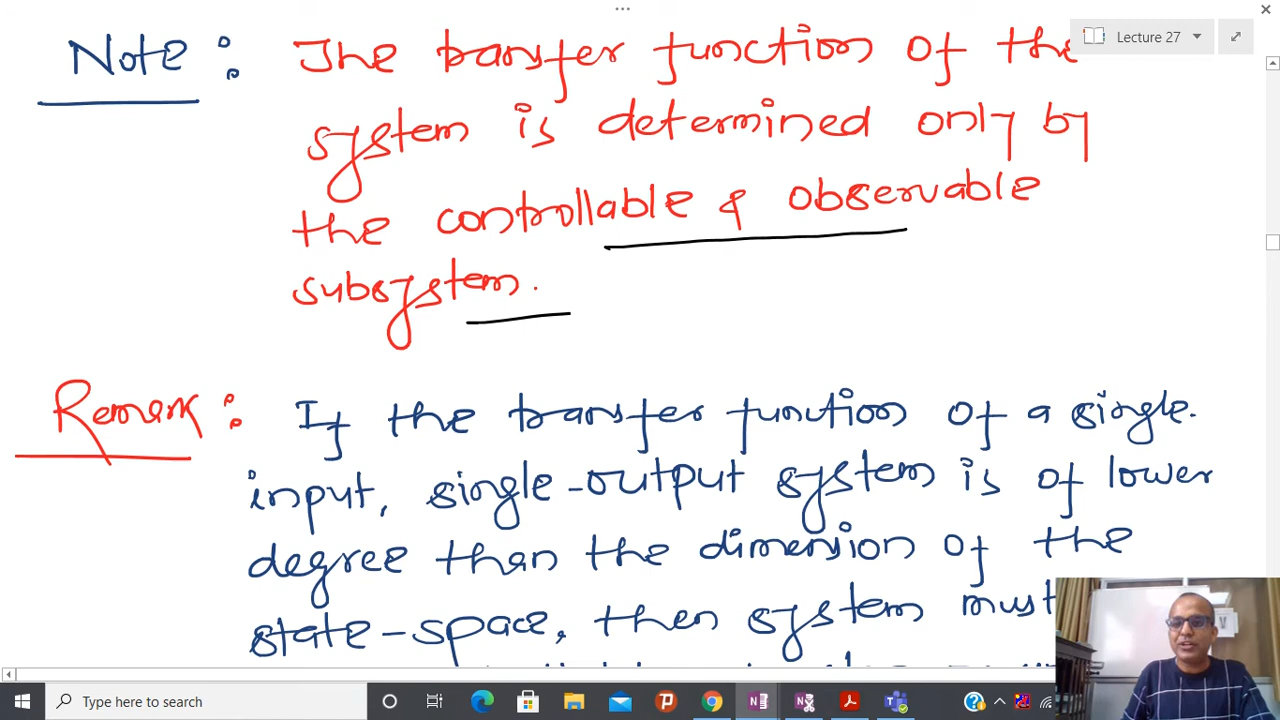 Lecture 27
Note : The transfer function of the
system is determined only by
the controllable & observable
subsystem.
Remark : If the transfer function of a single-
input, single-output system is of lower
degree than the dimension of the
state-space, then system must
Type here to search